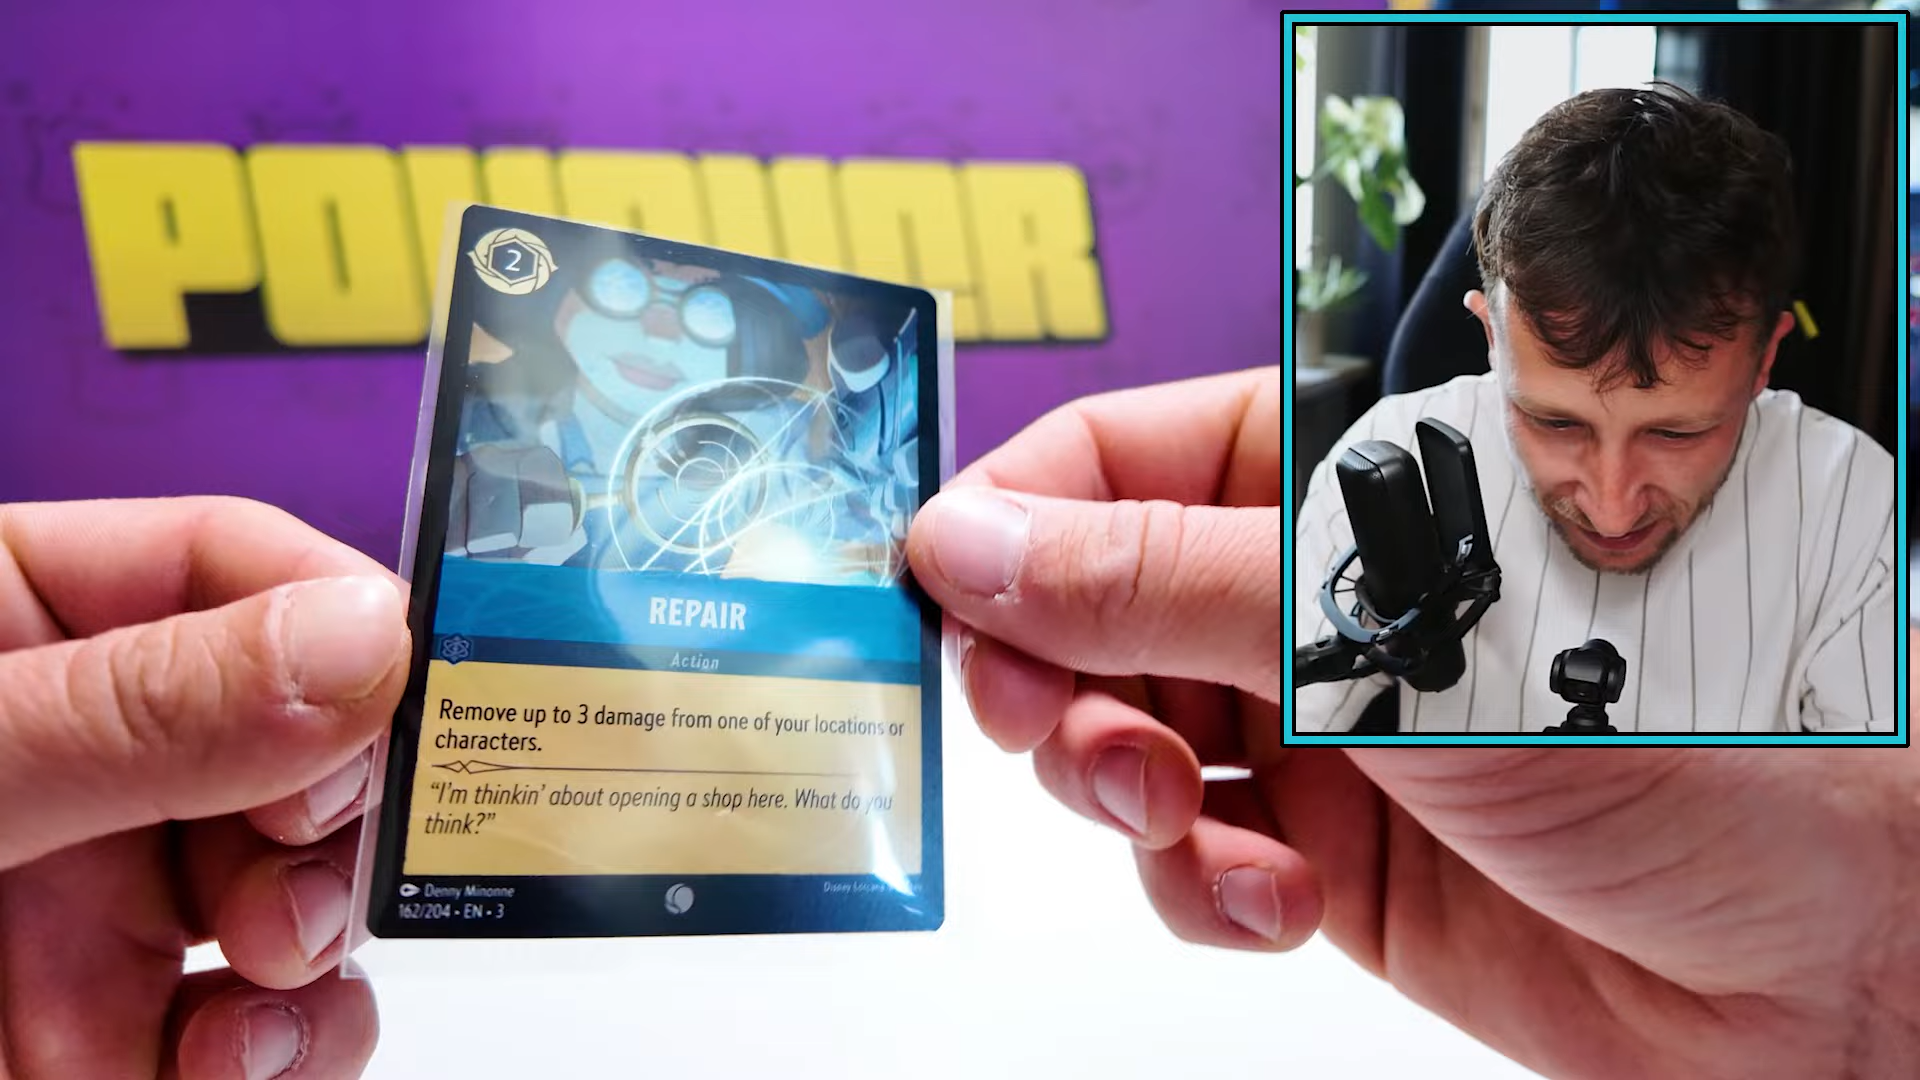 2
REPAIR
Action
Remove up to 3 damage from one of your locations or
characters.
"I'm thinkin' about opening a shop here. What do you
think?"
Denny Minonne
162/204 • EN • 3